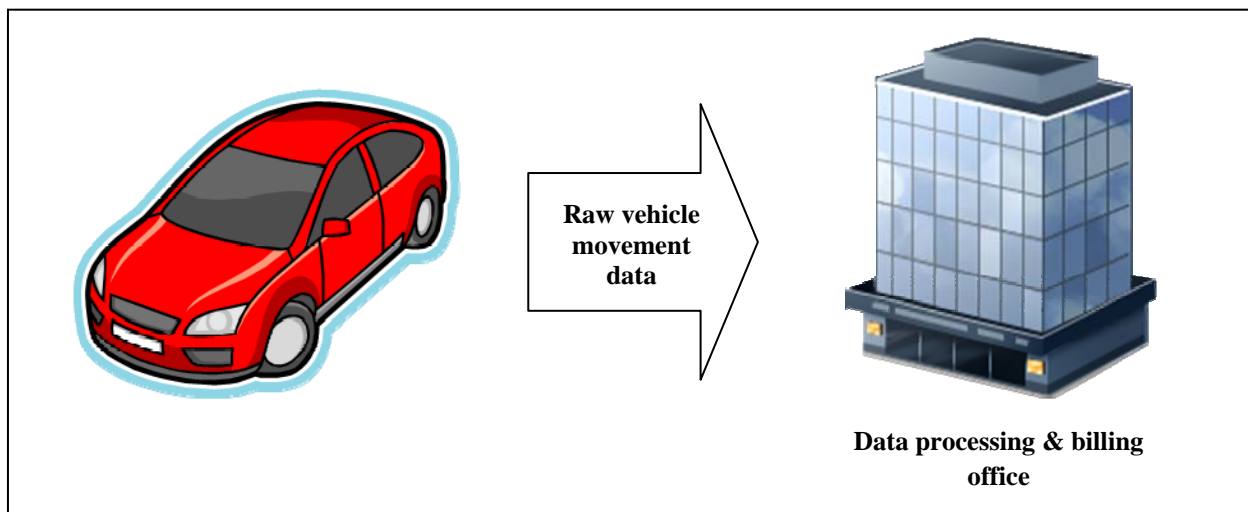 Raw vehicle
movement
data
Data processing & billing
office